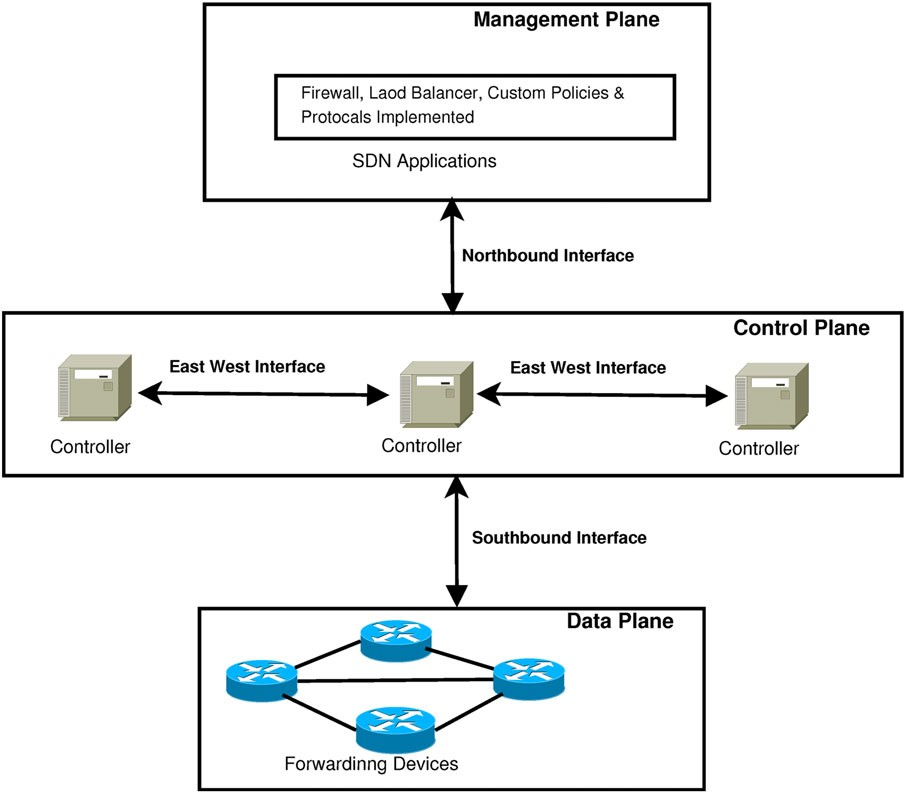 Management Plane
Firewall, Laod Balancer, Custom Policies &
Protocals Implemented
SDN Applications
Northbound Interface
Control Plane
East West Interface
East West Interface
Controller
Controller
Controller
Southbound Interface
Data Plane
Forwardinng Devices